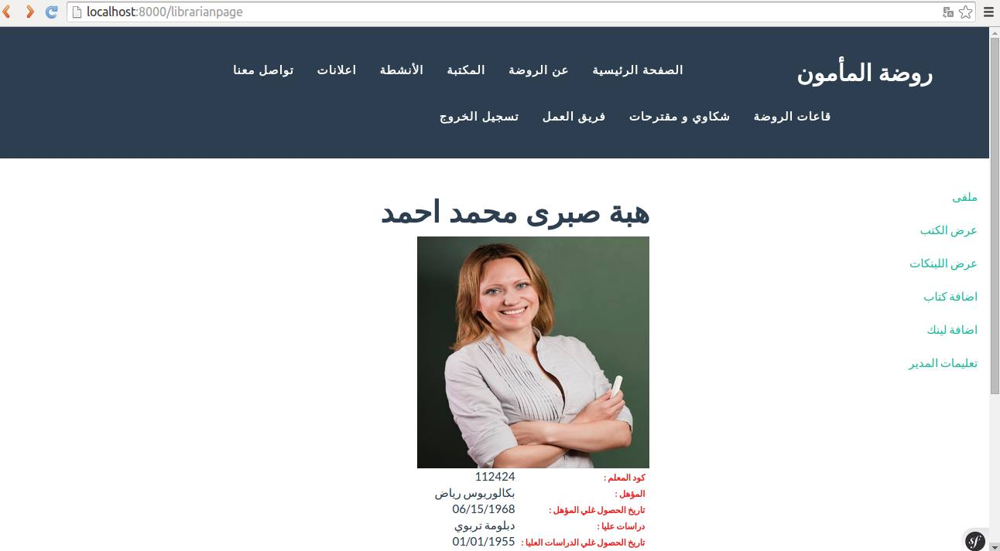 localhost:8000/librarianpage
روضة المأمون
الصفحة الرئيسية عن الروضة المكتبة الأنشطة اعلانات تواصل معنا
قاعات الروضة شكاوي و مقترحات فريق العمل تسجيل الخروج
ملفى
عرض الكتب
عرض اللينكات
اضافة كتاب
اضافة لينك
تعليمات المدير
هبة صبرى محمد احمد
كود المعلم : 112424
المؤهل : بكالوريوس رياض
تاريخ الحصول غلي المؤهل : 06/15/1968
دراسات عليا : دبلومة تربوي
تاريخ الحصول غلي الدراسات العليا : 01/01/1955
sf